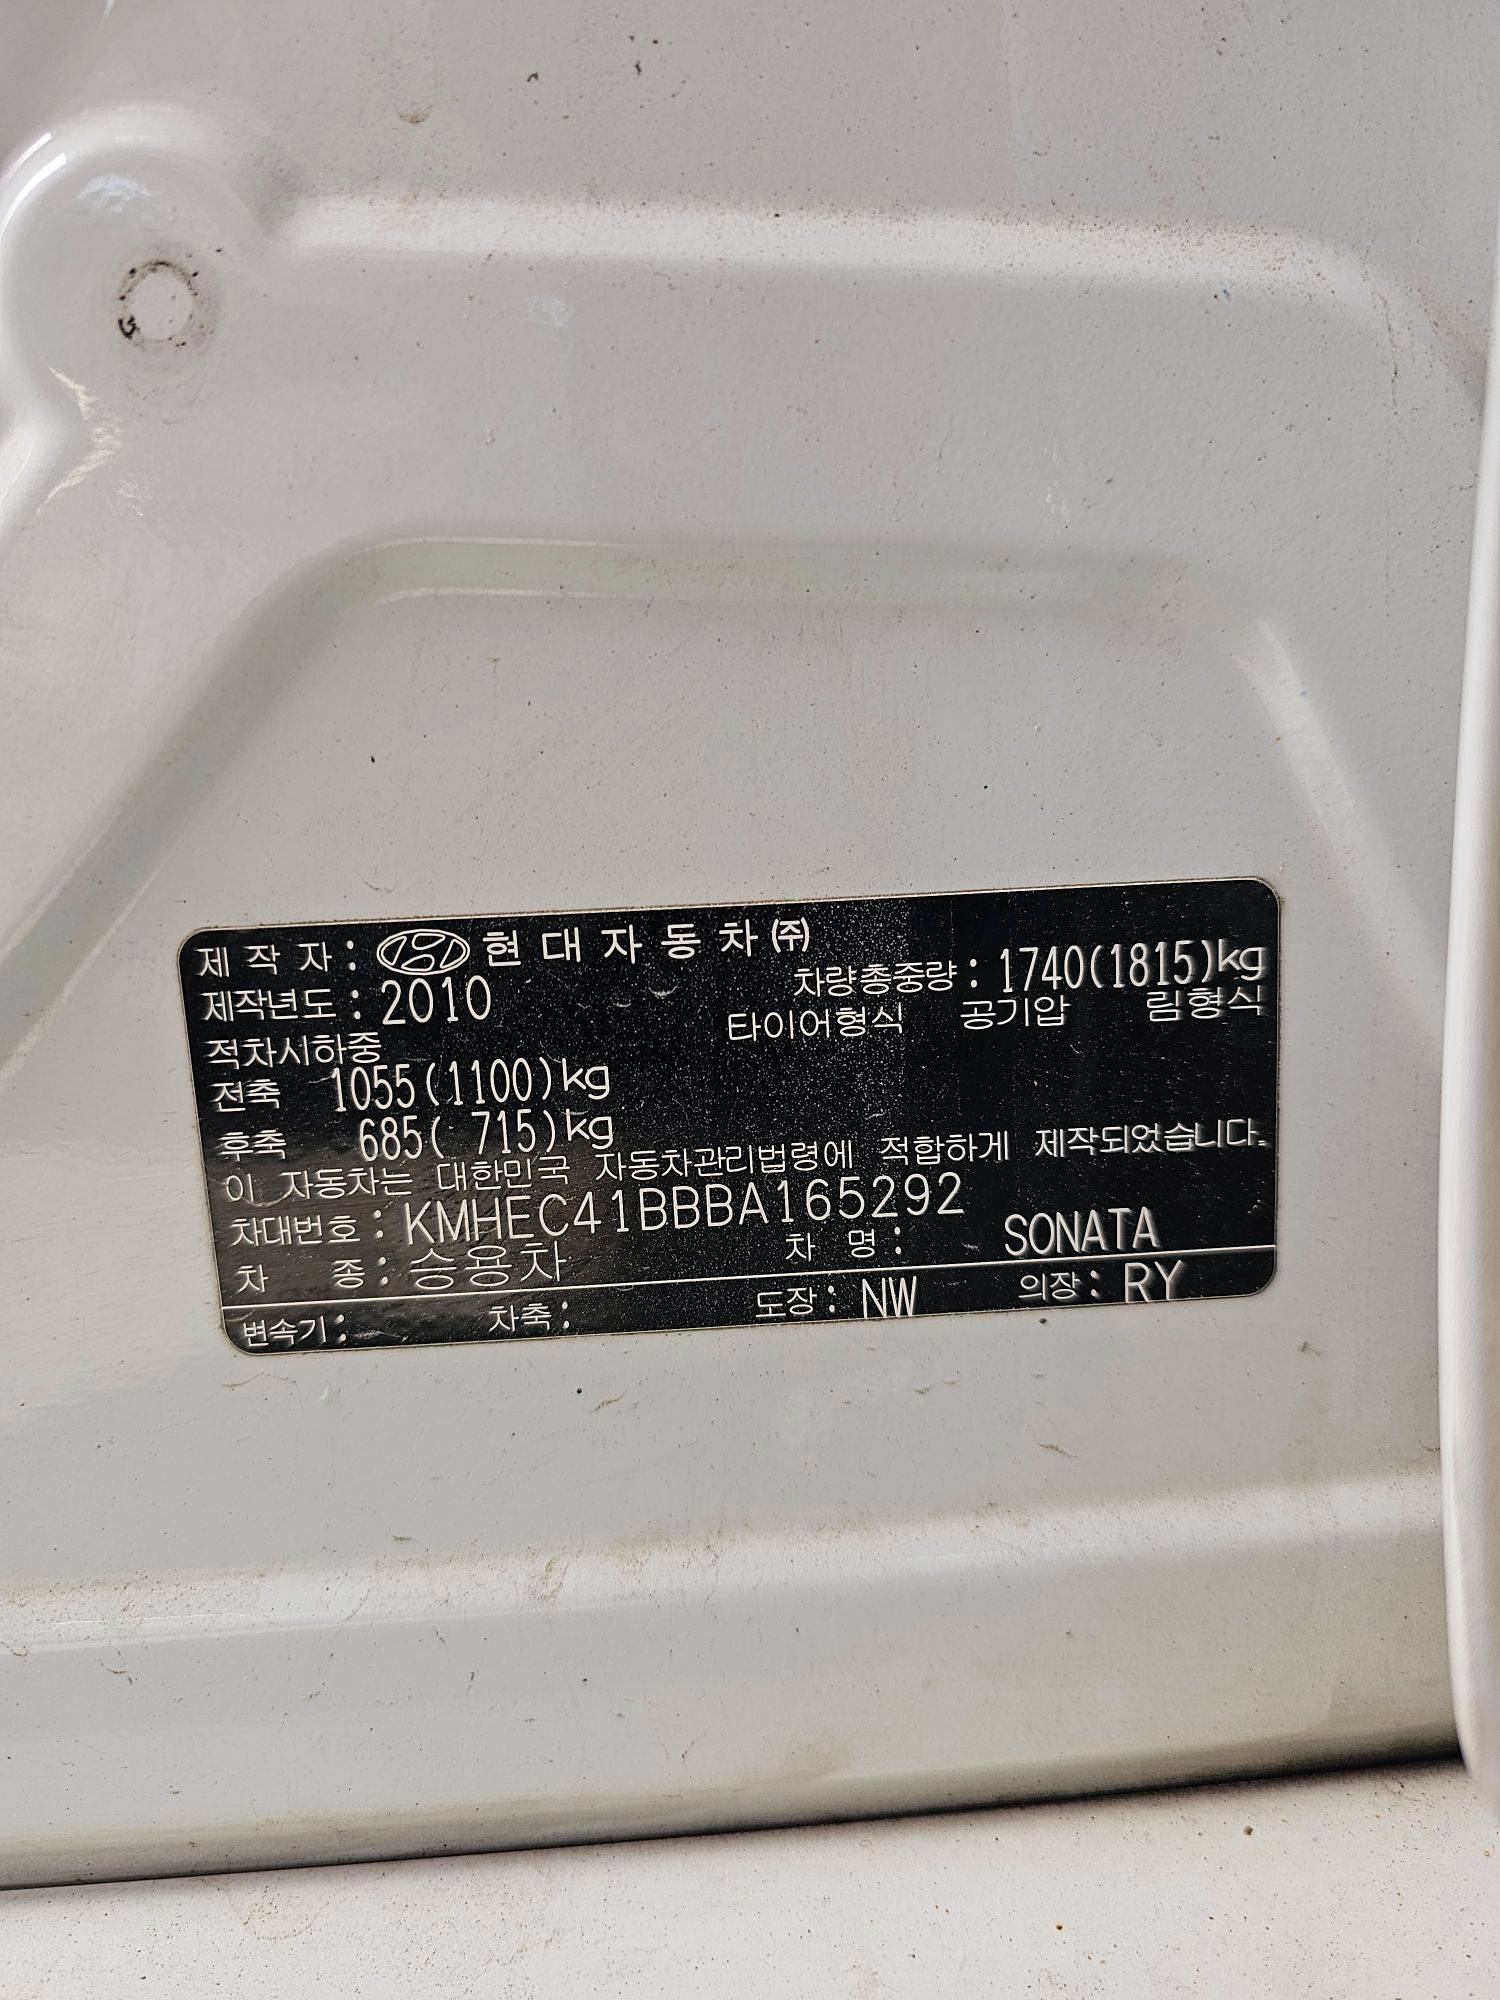 제 작 자 : 현 대 자 동 차 ㈜
제작년도 : 2010 차량총중량 : 1740(1815)kg
적차시하중 타이어형식 공기압 림형식
전축 1055(1100)kg
후축 685( 715)kg
이 자동차는 대한민국 자동차관리법령에 적합하게 제작되었습니다.
차대번호 : KMHEC41BBBA165292
차 종 : 승용차 차 명 : SONATA
변속기 : 차축 : 도장 : NW 의장 : RY